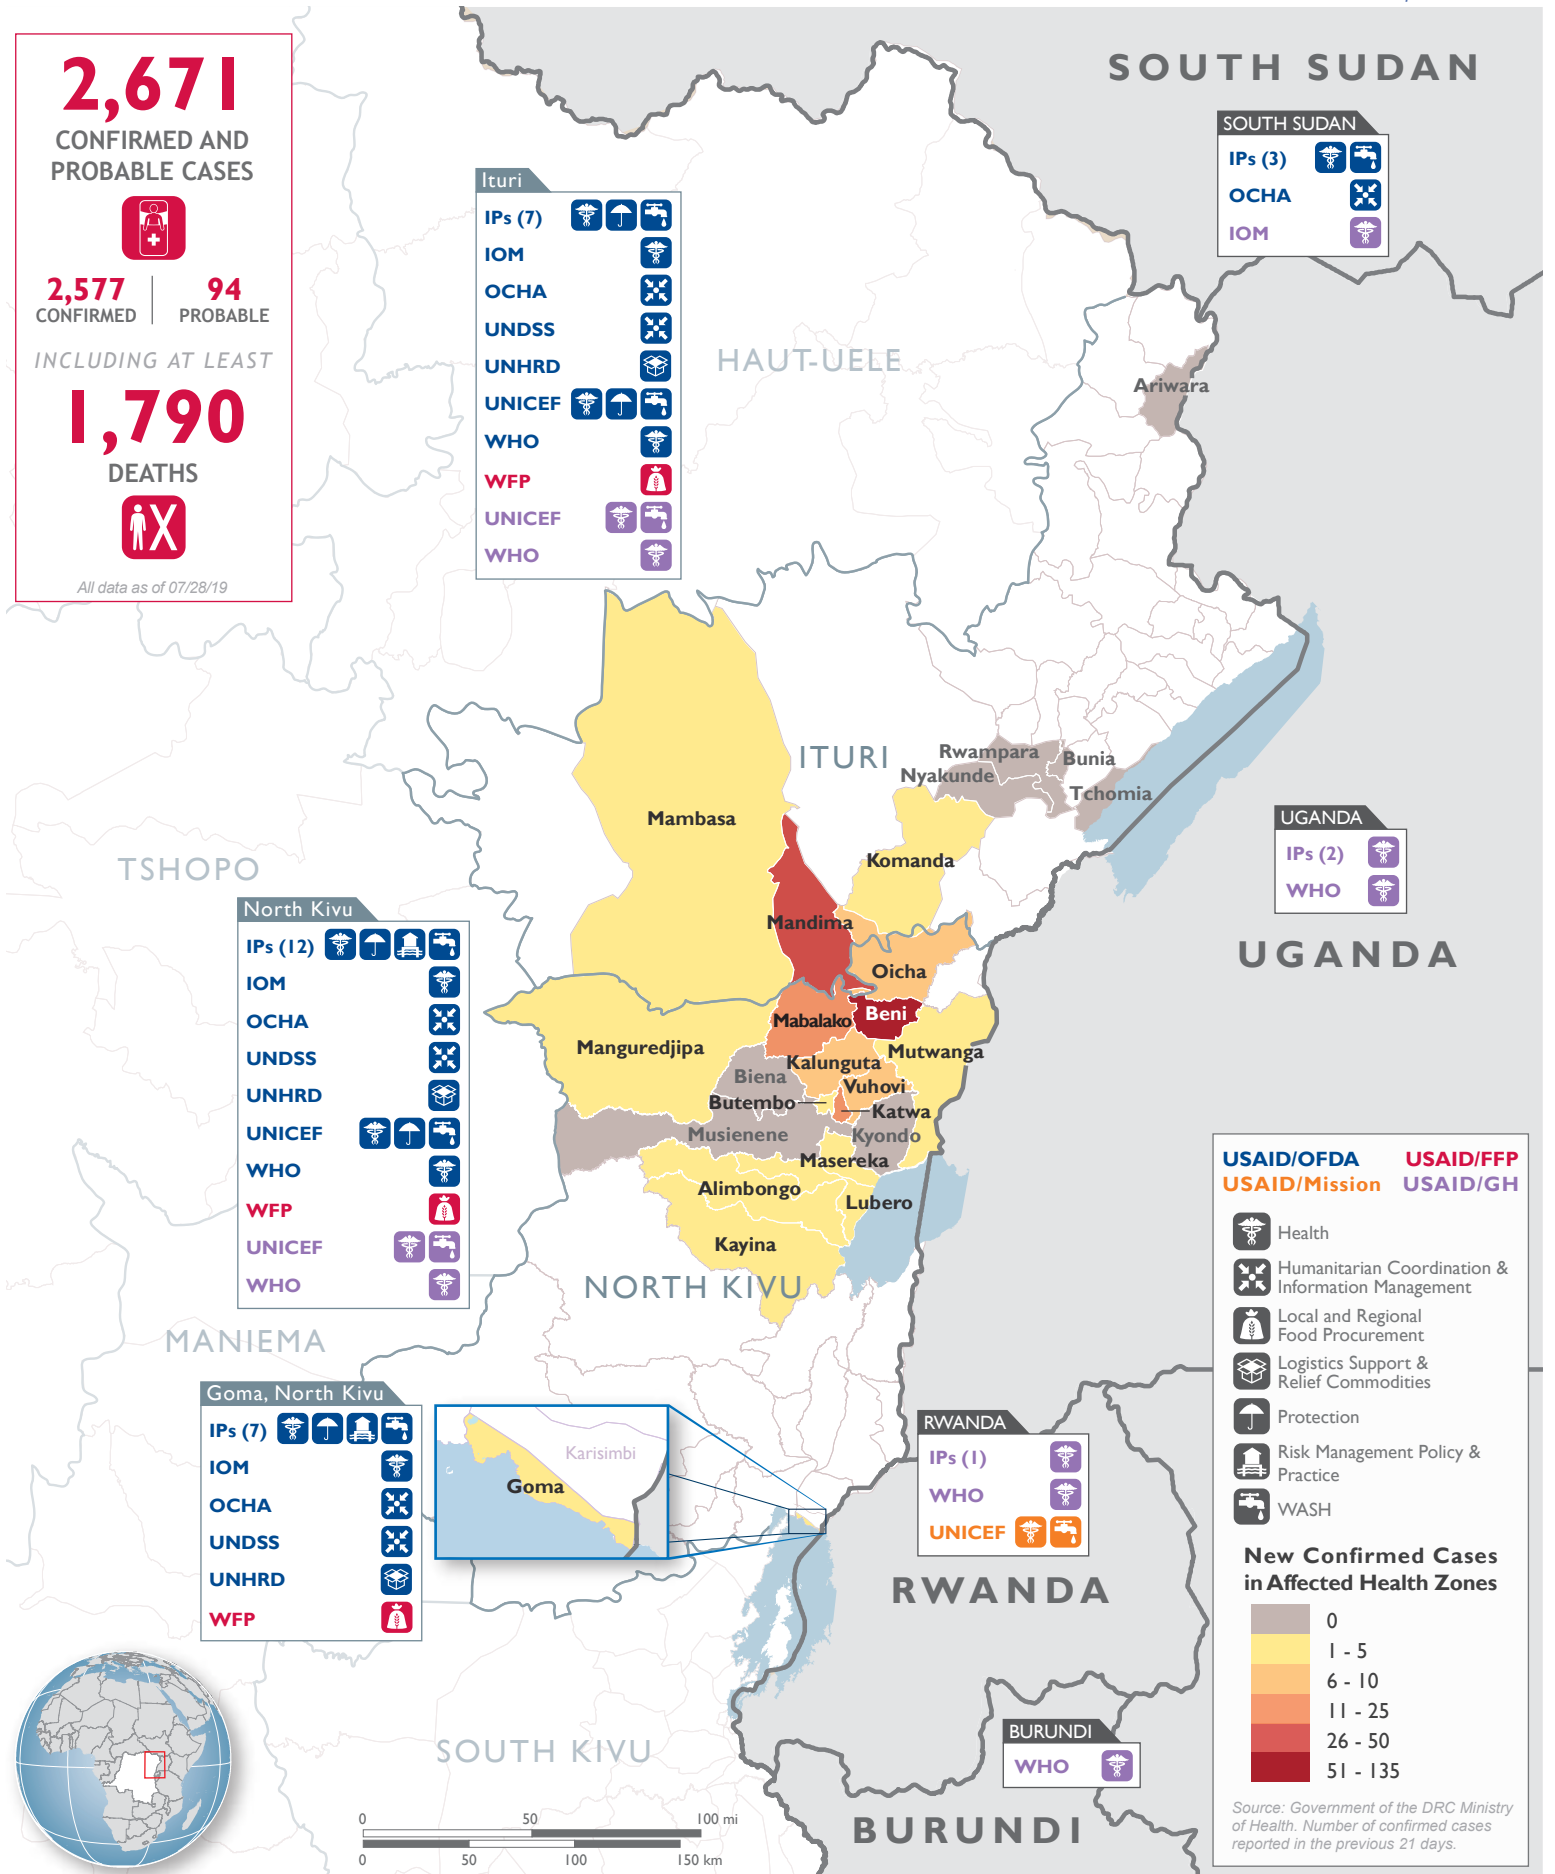 2,671
CONFIRMED AND
PROBABLE CASES
2,577
CONFIRMED
94
PROBABLE
INCLUDING AT LEAST
1,790
DEATHS
All data as of 07/28/19
SOUTH SUDAN
SOUTH SUDAN
IPs (3)
OCHA
IOM
Ituri
IPs (7)
IOM
OCHA
UNDSS
UNHRD
UNICEF
WHO
WFP
UNICEF
WHO
HAUT-UELE
Ariwara
ITURI
Rwampara
Bunia
Nyakunde
Tchomia
Mambasa
Komanda
Mandima
Oicha
TSHOPO
UGANDA
IPs (2)
WHO
UGANDA
North Kivu
IPs (12)
IOM
OCHA
UNDSS
UNHRD
UNICEF
WHO
WFP
UNICEF
WHO
Mabalako
Beni
Manguredjipa
Mutwanga
Kalunguta
Biena
Vuhovi
Butembo
Katwa
Musienene
Kyondo
Masereka
Alimbongo
Lubero
Kayina
NORTH KIVU
MANIEMA
Goma, North Kivu
IPs (7)
IOM
OCHA
UNDSS
UNHRD
WFP
Karisimbi
Goma
RWANDA
IPs (1)
WHO
UNICEF
RWANDA
SOUTH KIVU
BURUNDI
WHO
BURUNDI
0 50 100 mi
0 50 100 150 km
USAID/OFDA USAID/FFP
USAID/Mission USAID/GH
Health
Humanitarian Coordination &
Information Management
Local and Regional
Food Procurement
Logistics Support &
Relief Commodities
Protection
Risk Management Policy &
Practice
WASH
New Confirmed Cases
in Affected Health Zones
0
1 - 5
6 - 10
11 - 25
26 - 50
51 - 135
Source: Government of the DRC Ministry
of Health. Number of confirmed cases
reported in the previous 21 days.